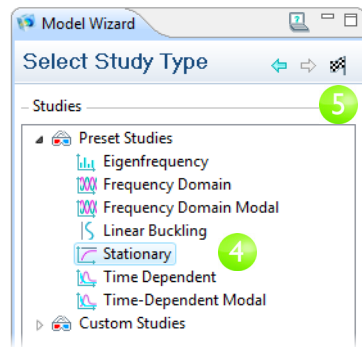 Model Wizard
Select Study Type
5
Studies
Preset Studies
Eigenfrequency
Frequency Domain
Frequency Domain Modal
Linear Buckling
Stationary
4
Time Dependent
Time-Dependent Modal
Custom Studies